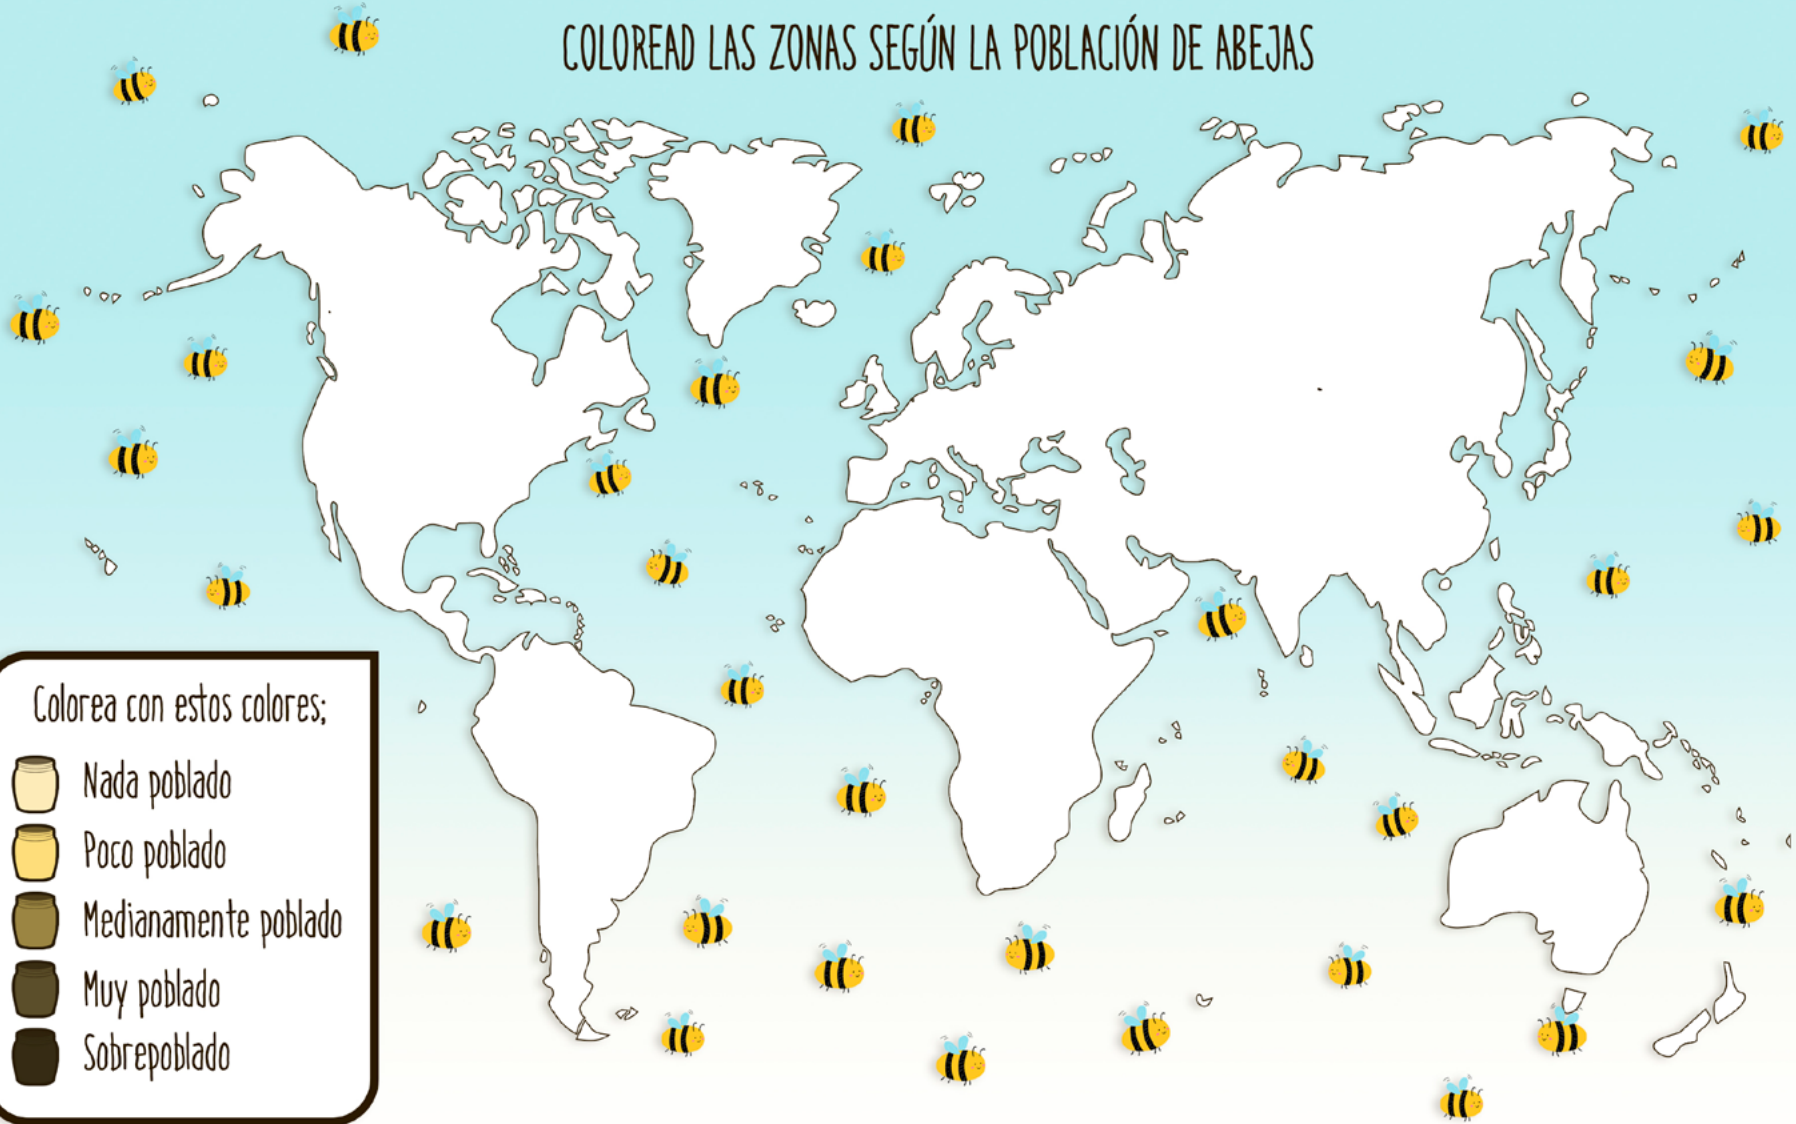 COLOREAD LAS ZONAS SEGÚN LA POBLACIÓN DE ABEJAS
Colorea con estos colores;
Nada poblado
Poco poblado
Medianamente poblado
Muy poblado
Sobrepoblado